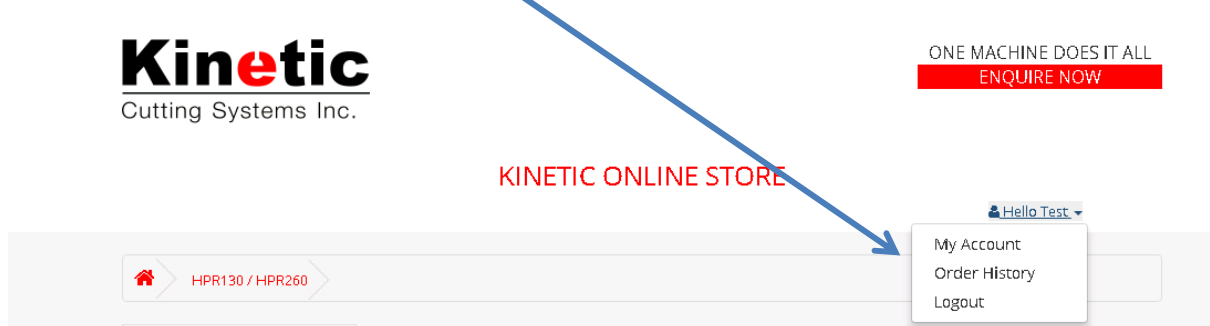 Kinetic
Cutting Systems Inc.
ONE MACHINE DOES IT ALL
ENQUIRE NOW
KINETIC ONLINE STORE
Hello Test
My Account
Order History
Logout
HPR130 / HPR260